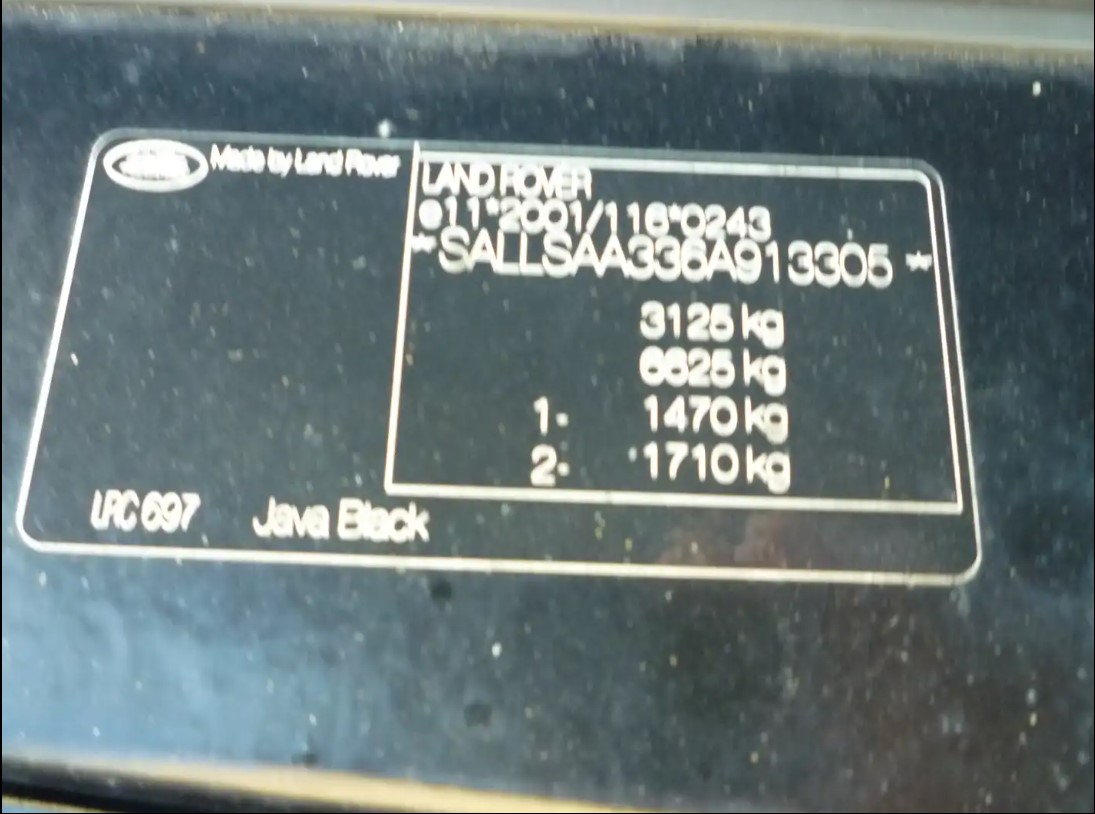 Made by Land Rover
LAND ROVER
e11*2001/116*0243
*SALLSAA336A913305*
3125 kg
6625 kg
1- 1470 kg
2- 1710 kg
LRC 697 Java Black